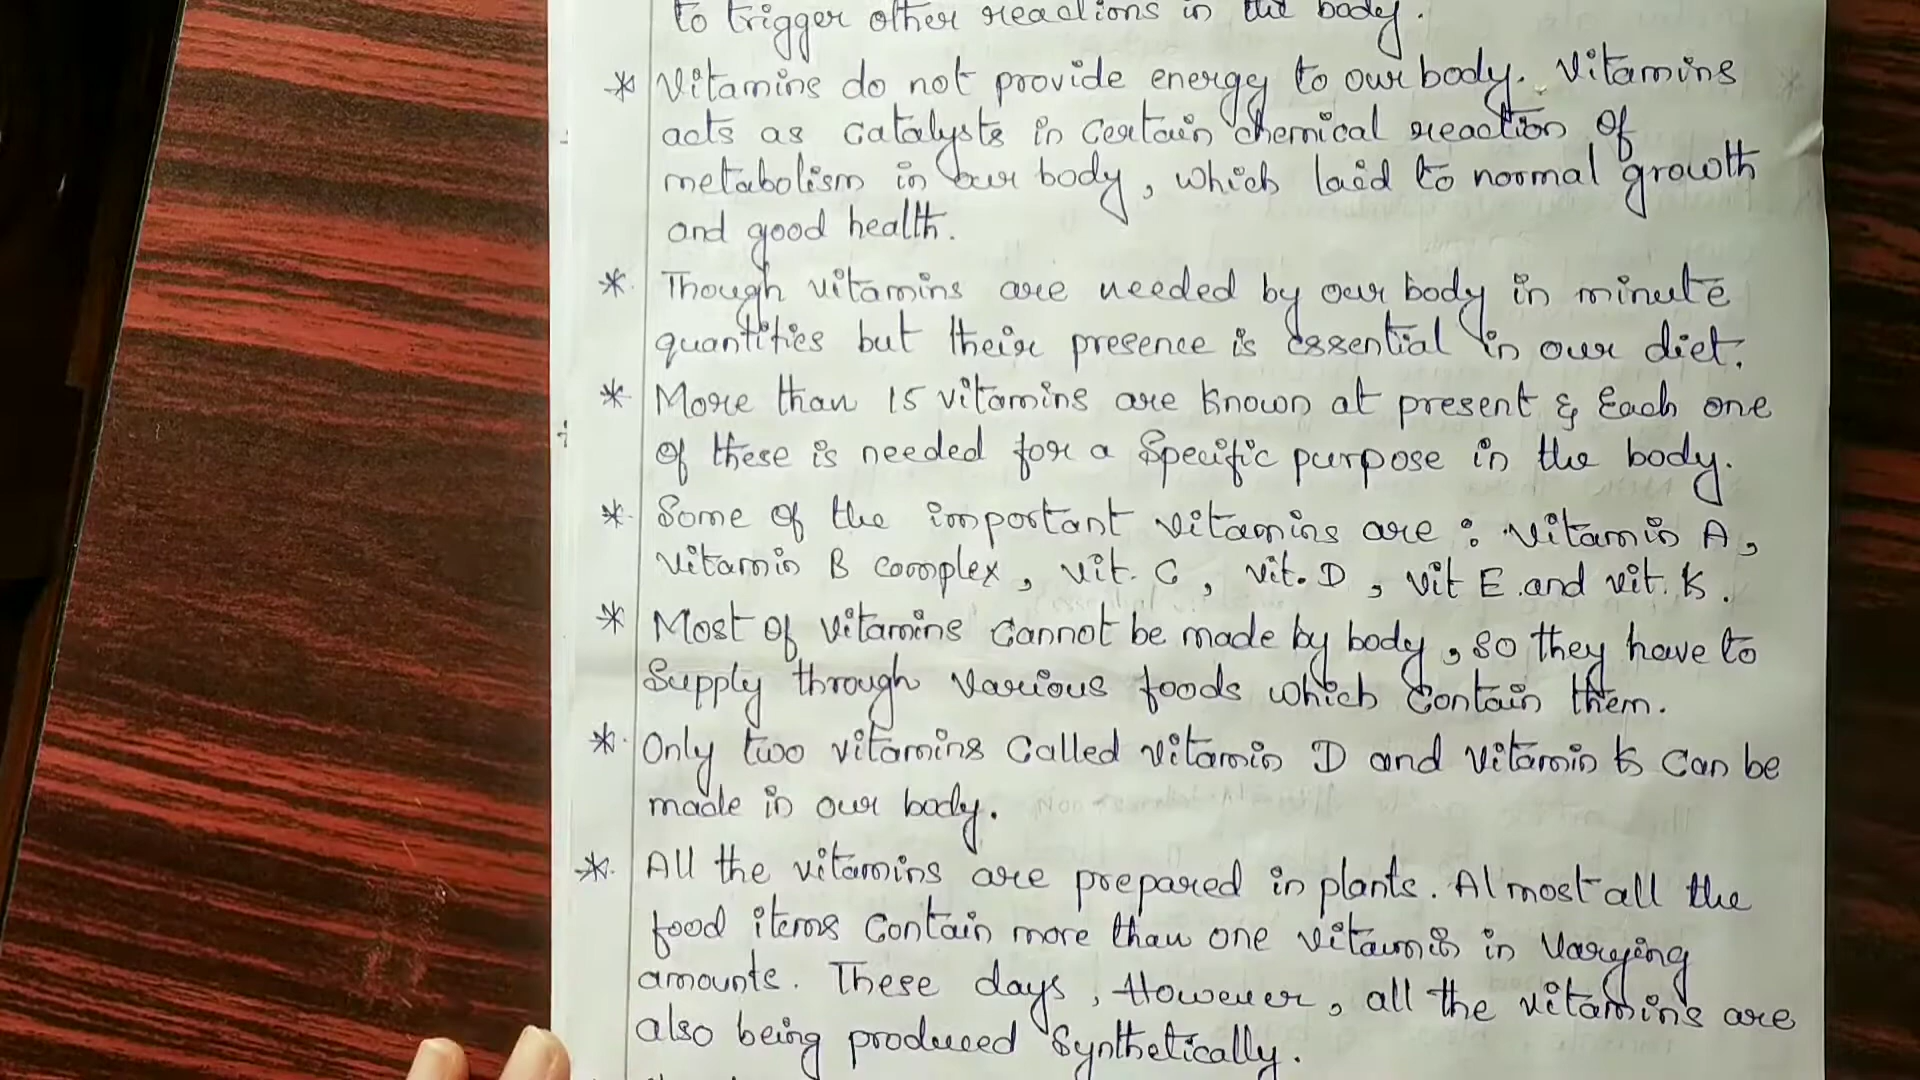 to trigger other reactions in the body.
* Vitamins do not provide energy to our body. Vitamins
acts as catalysts in certain chemical reaction of
metabolism in our body, which laid to normal growth
and good health.
* Though vitamins are needed by our body in minute
quantities but their presence is essential in our diet.
* More than 15 vitamins are known at present & Each one
of these is needed for a specific purpose in the body.
* Some of the important vitamins are : vitamin A,
vitamin B complex, vit. C, vit. D, vit E and vit. K.
* Most of vitamins cannot be made by body, so they have to
supply through various foods which contain them.
* Only two vitamins called vitamin D and vitamin K can be
made in our body.
* All the vitamins are prepared in plants. Almost all the
food items contain more than one vitamin in varying
amounts. These days, However, all the vitamins are
also being produced synthetically.